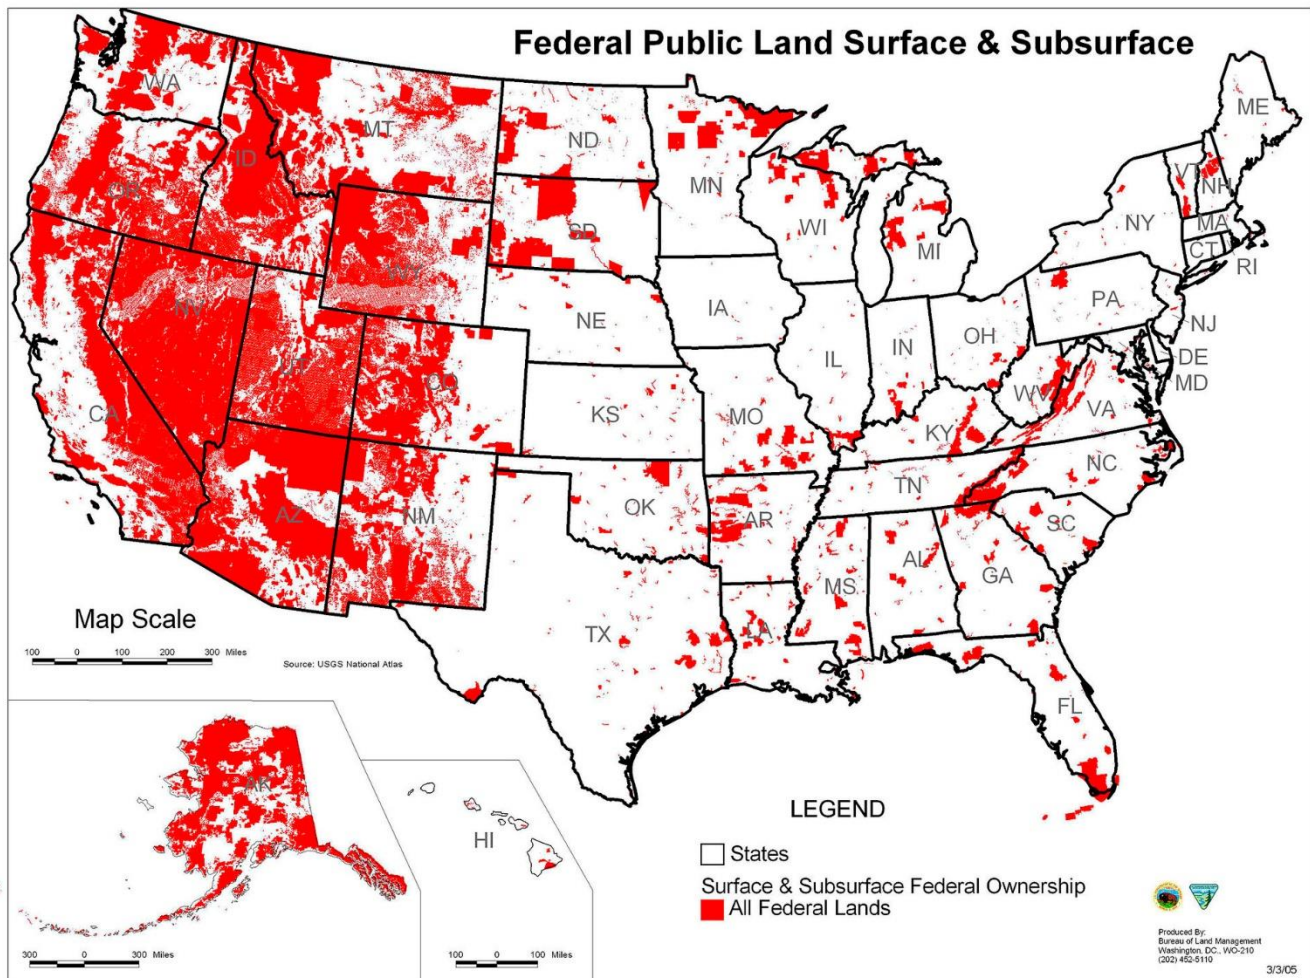 Federal Public Land Surface & Subsurface
WA
MT
ND
MN
ME
OR
ID
SD
WI
MI
VT
NH
NY
MA
CT
RI
WY
NV
NE
IA
PA
NJ
UT
CO
IL
IN
OH
DE
MD
CA
KS
MO
WV
VA
KY
AZ
NM
OK
AR
TN
NC
SC
MS
AL
GA
TX
LA
FL
Map Scale
100 0 100 200 300 Miles
Source: USGS National Atlas
AK
HI
300 0 300 Miles
100 0 100 Miles
LEGEND
States
Surface & Subsurface Federal Ownership
All Federal Lands
Produced By:
Bureau of Land Management
Washington, DC., WO-210
(202) 452-5110
3/3/05